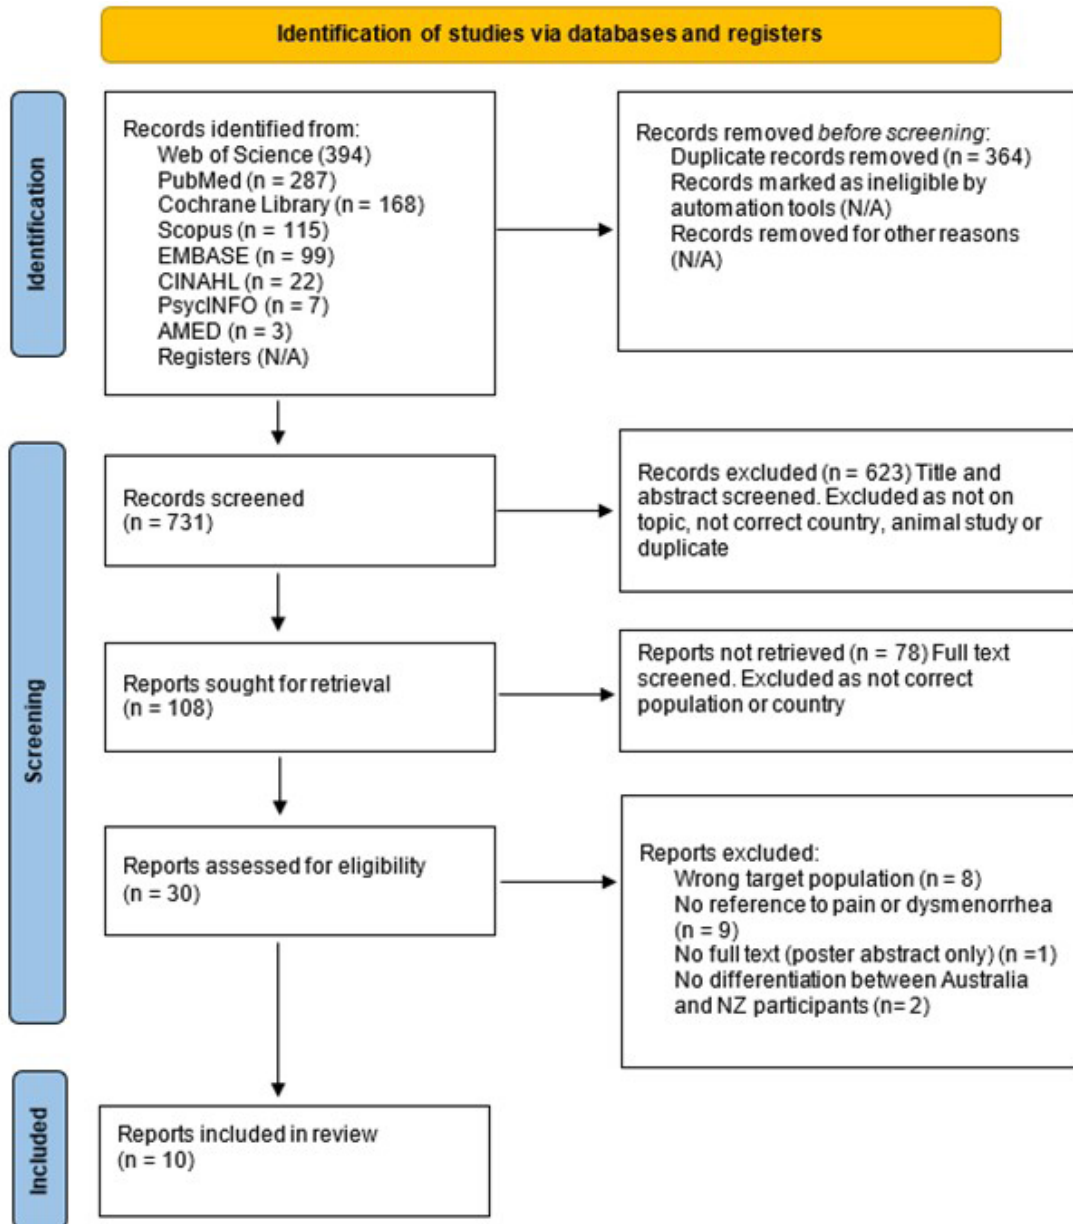 Identification of studies via databases and registers
Identification
Records identified from:
Web of Science (394)
PubMed (n = 287)
Cochrane Library (n = 168)
Scopus (n = 115)
EMBASE (n = 99)
CINAHL (n = 22)
PsycINFO (n = 7)
AMED (n = 3)
Registers (N/A)
Records removed before screening:
Duplicate records removed (n = 364)
Records marked as ineligible by
automation tools (N/A)
Records removed for other reasons
(N/A)
Screening
Records screened
(n = 731)
Records excluded (n = 623) Title and
abstract screened. Excluded as not on
topic, not correct country, animal study or
duplicate
Reports sought for retrieval
(n = 108)
Reports not retrieved (n = 78) Full text
screened. Excluded as not correct
population or country
Reports assessed for eligibility
(n = 30)
Reports excluded:
Wrong target population (n = 8)
No reference to pain or dysmenorrhea
(n = 9)
No full text (poster abstract only) (n =1)
No differentiation between Australia
and NZ participants (n= 2)
Included
Reports included in review
(n = 10)